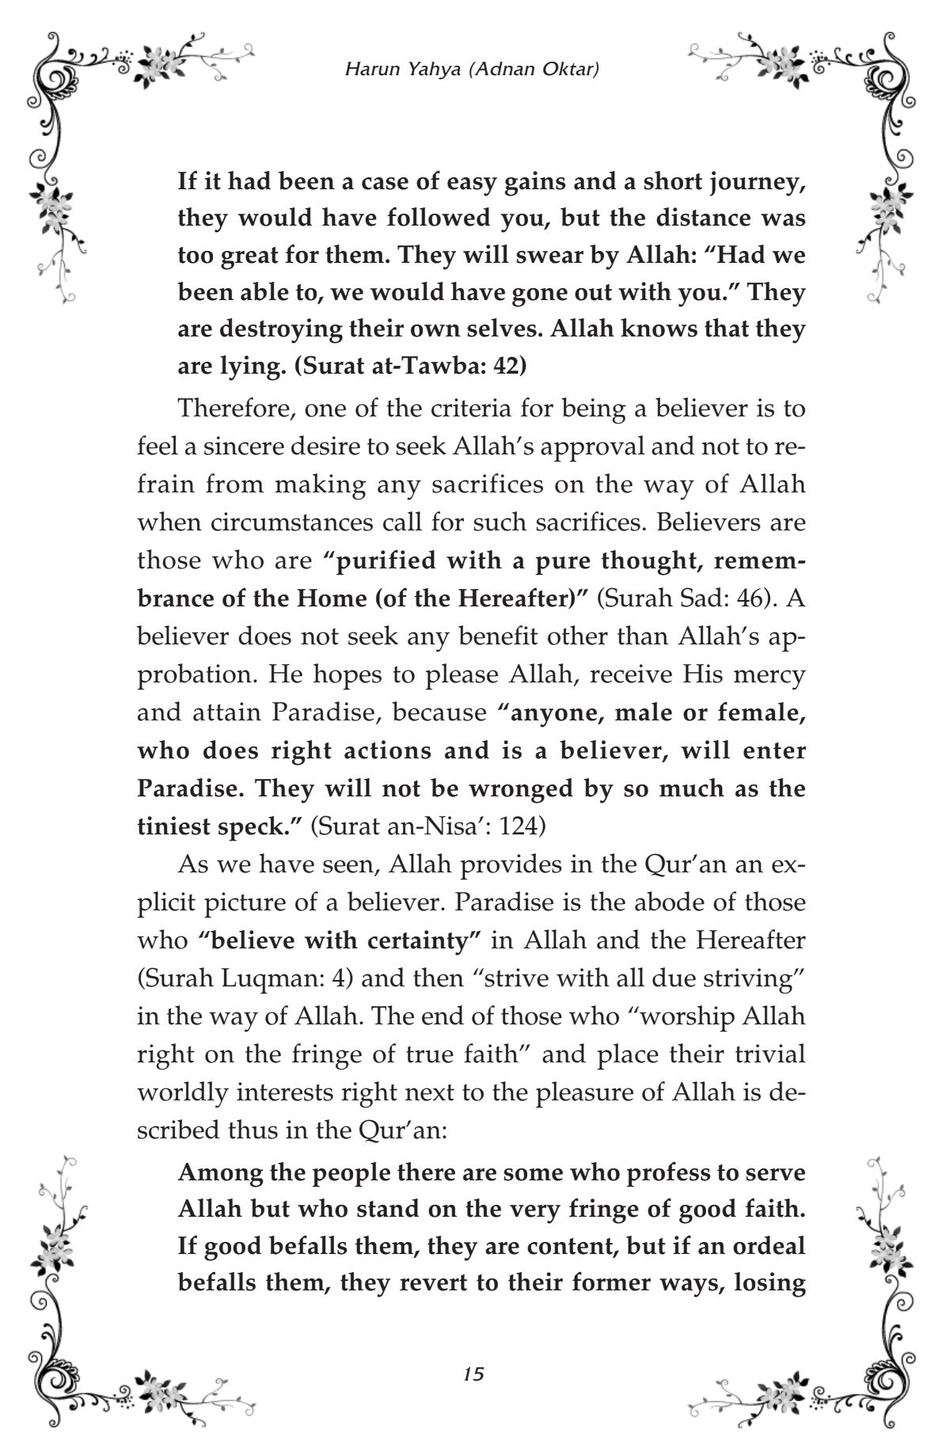 Harun Yahya (Adnan Oktar)
If it had been a case of easy gains and a short journey,
they would have followed you, but the distance was
too great for them. They will swear by Allah: “Had we
been able to, we would have gone out with you.” They
are destroying their own selves. Allah knows that they
are lying. (Surat at-Tawba: 42)
Therefore, one of the criteria for being a believer is to
feel a sincere desire to seek Allah’s approval and not to re-
frain from making any sacrifices on the way of Allah
when circumstances call for such sacrifices. Believers are
those who are “purified with a pure thought, remem-
brance of the Home (of the Hereafter)” (Surah Sad: 46). A
believer does not seek any benefit other than Allah’s ap-
probation. He hopes to please Allah, receive His mercy
and attain Paradise, because “anyone, male or female,
who does right actions and is a believer, will enter
Paradise. They will not be wronged by so much as the
tiniest speck.” (Surat an-Nisa’: 124)
As we have seen, Allah provides in the Qur’an an ex-
plicit picture of a believer. Paradise is the abode of those
who “believe with certainty” in Allah and the Hereafter
(Surah Luqman: 4) and then “strive with all due striving”
in the way of Allah. The end of those who “worship Allah
right on the fringe of true faith” and place their trivial
worldly interests right next to the pleasure of Allah is de-
scribed thus in the Qur’an:
Among the people there are some who profess to serve
Allah but who stand on the very fringe of good faith.
If good befalls them, they are content, but if an ordeal
befalls them, they revert to their former ways, losing
15